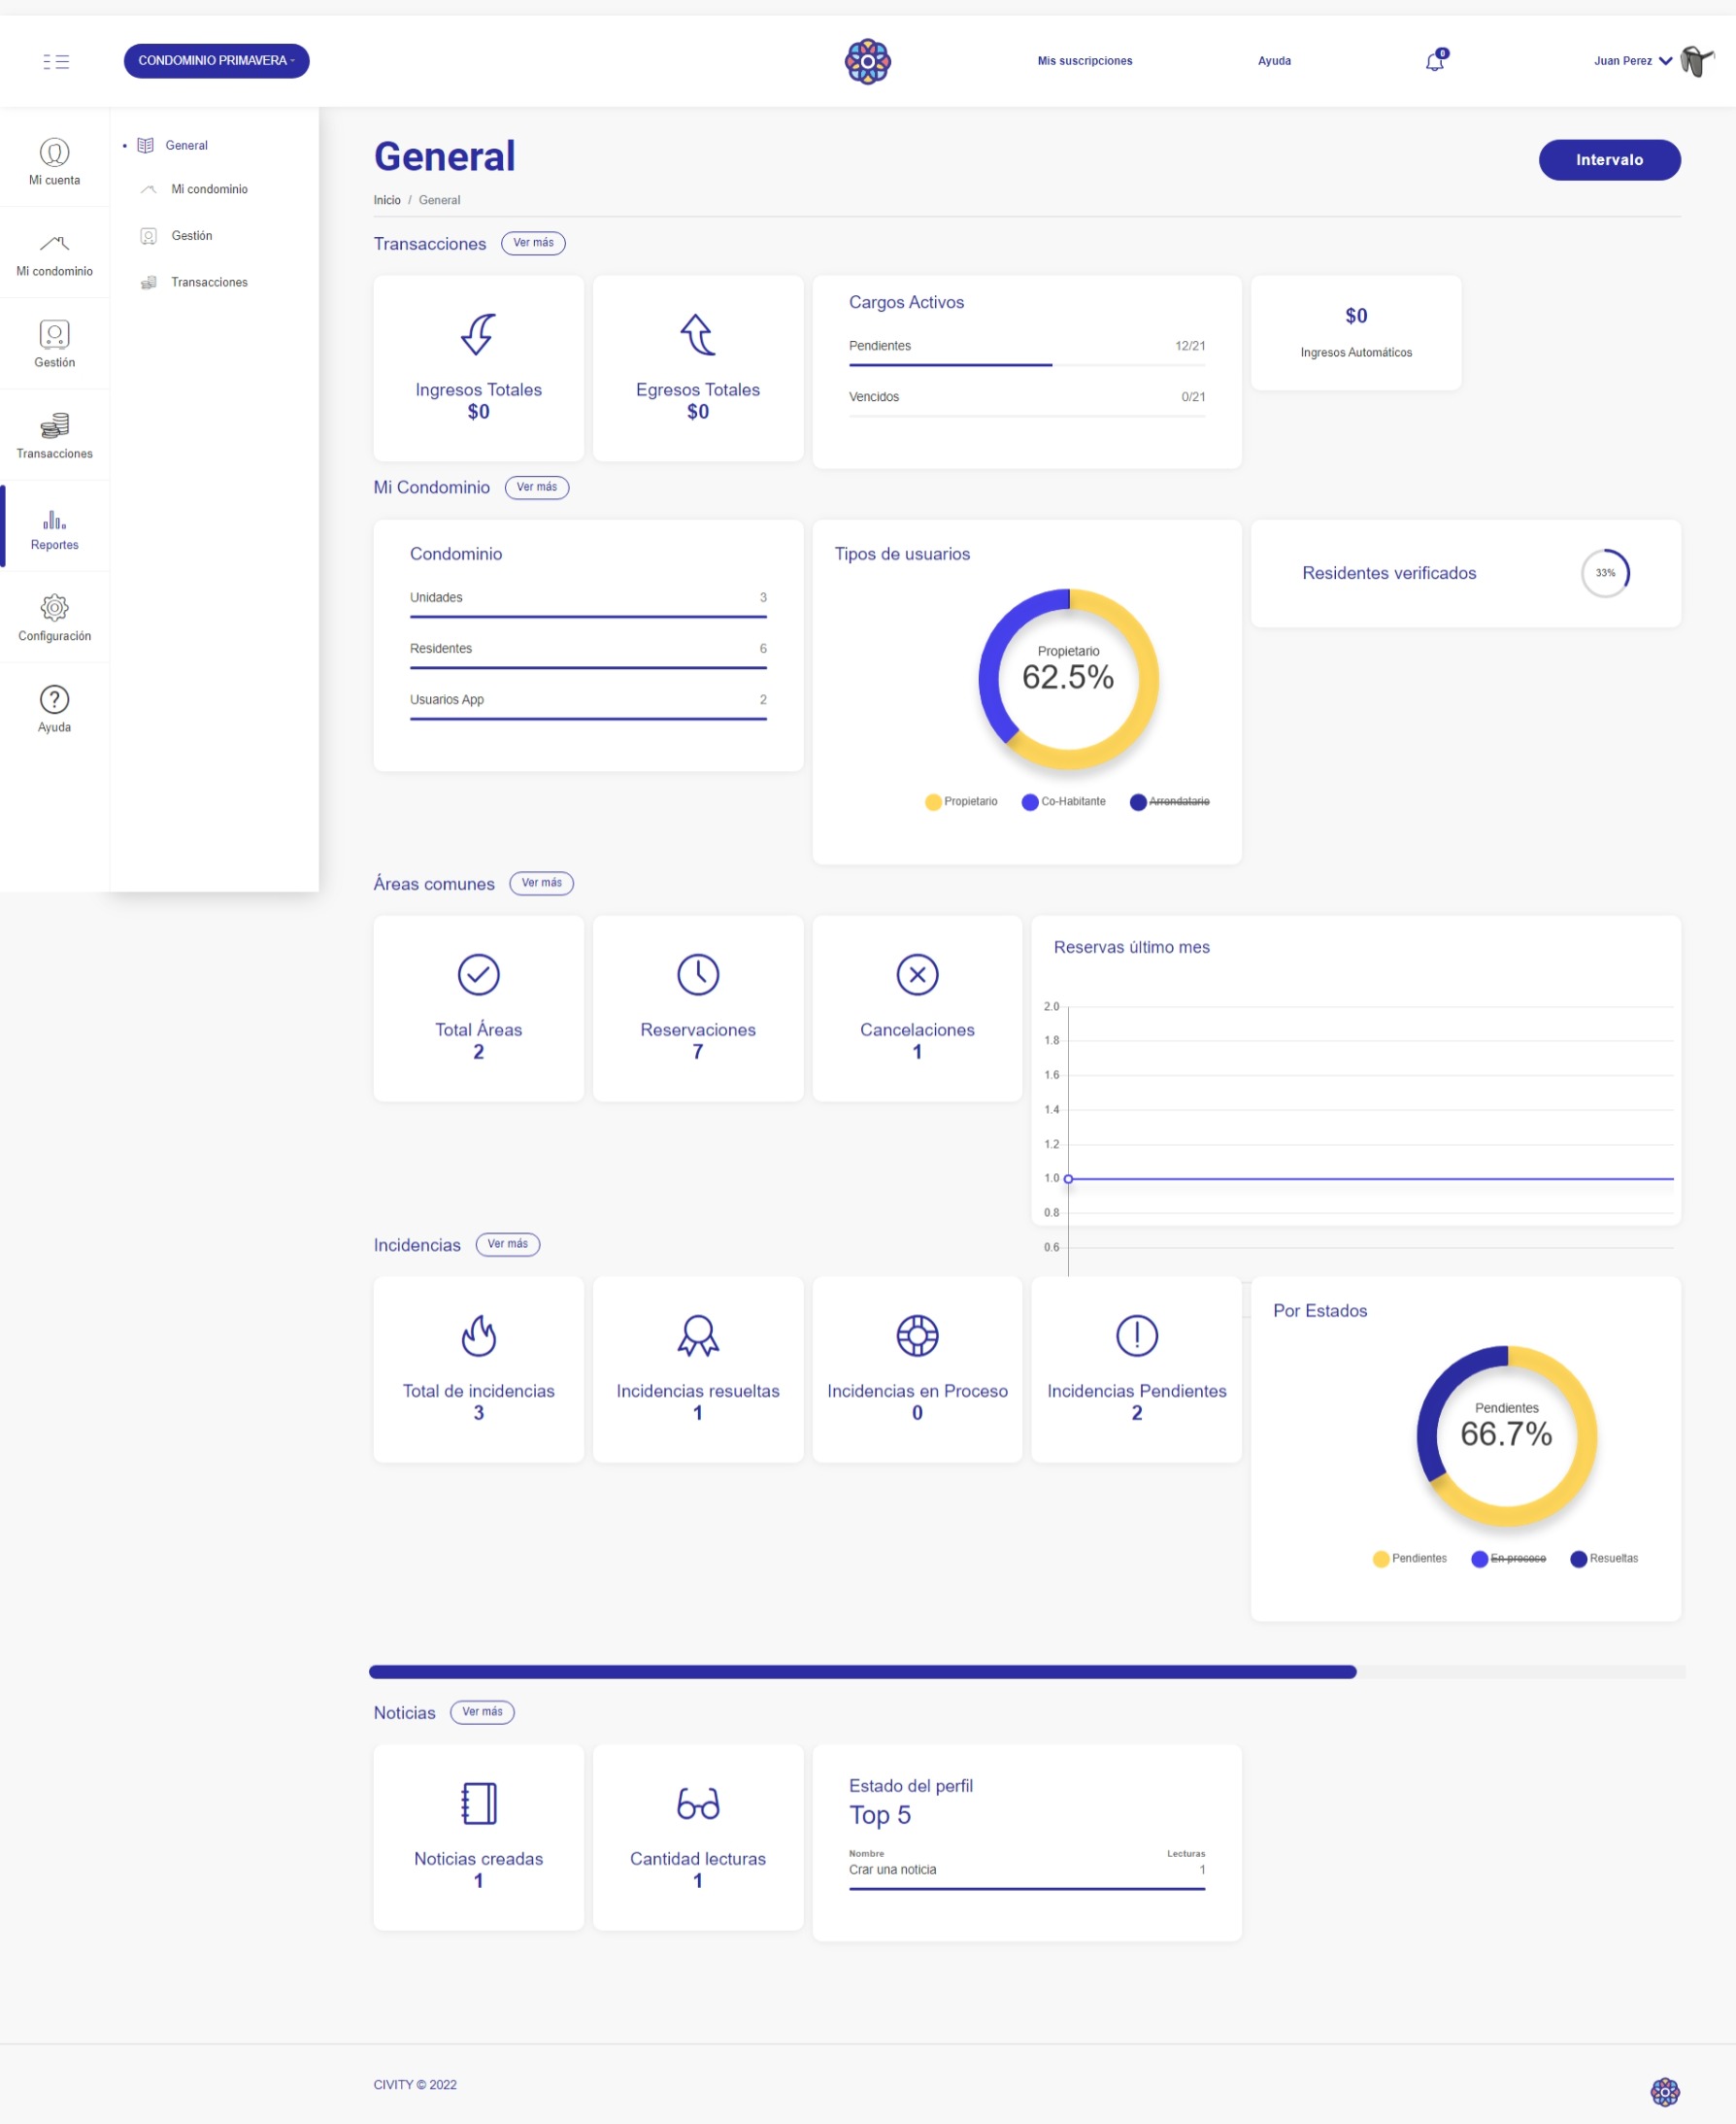 CONDOMINIO PRIMAVERA
Mis suscripciones
Ayuda
0
Juan Perez
Mi cuenta
Mi condominio
Gestión
Transacciones
Reportes
Configuración
Ayuda
General
Mi condominio
Gestión
Transacciones
General
Intervalo
Inicio / General
Transacciones Ver más
Ingresos Totales
$0
Egresos Totales
$0
Cargos Activos
Pendientes 12/21
Vencidos 0/21
$0
Ingresos Automáticos
Mi Condominio Ver más
Condominio
Unidades 3
Residentes 6
Usuarios App 2
Tipos de usuarios
Propietario
62.5%
Propietario Co-Habitante Arrondatario
Residentes verificados 33%
Áreas comunes Ver más
Total Áreas
2
Reservaciones
7
Cancelaciones
1
Reservas último mes
2.0
1.8
1.6
1.4
1.2
1.0
0.8
0.6
Incidencias Ver más
Total de incidencias
3
Incidencias resueltas
1
Incidencias en Proceso
0
Incidencias Pendientes
2
Por Estados
Pendientes
66.7%
Pendientes En proceso Resueltas
Noticias Ver más
Noticias creadas
1
Cantidad lecturas
1
Estado del perfil
Top 5
Nombre Lecturas
Crar una noticia 1
CIVITY © 2022